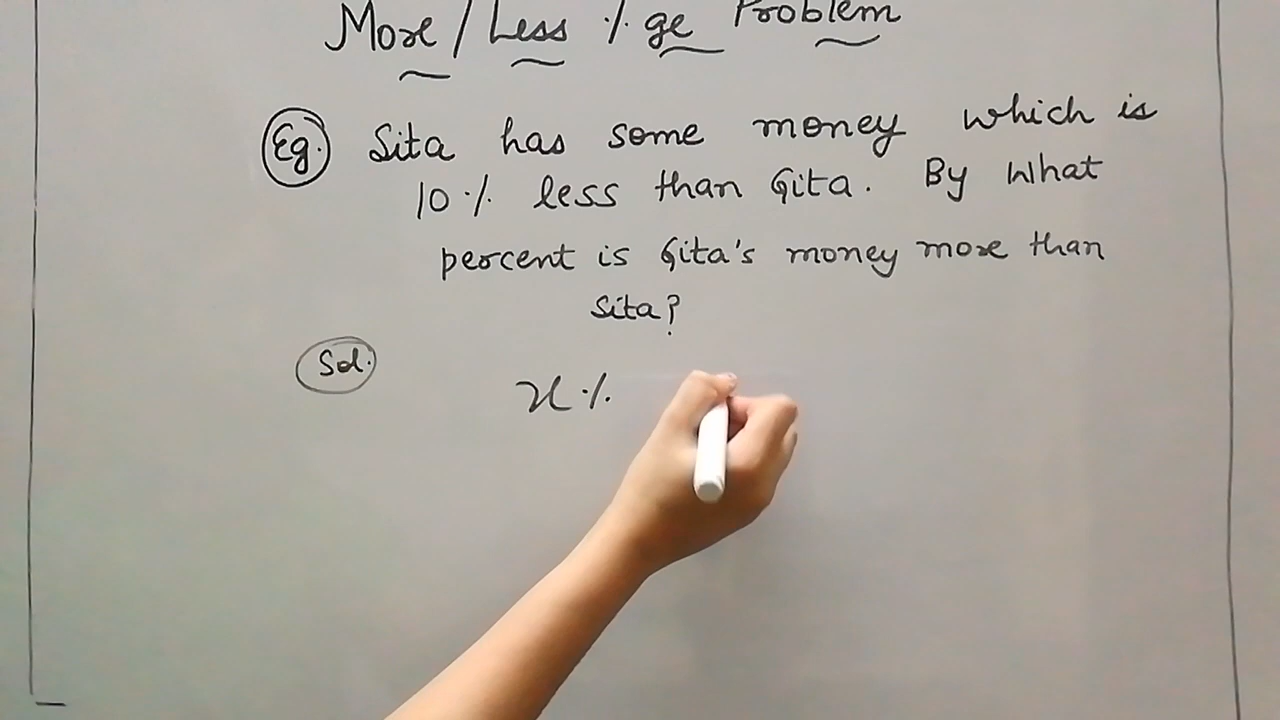 More / Less %ge Problem
Eg. Sita has some money which is
10% less than Gita. By What
percent is Gita's money more than
Sita?
Sol.
x%